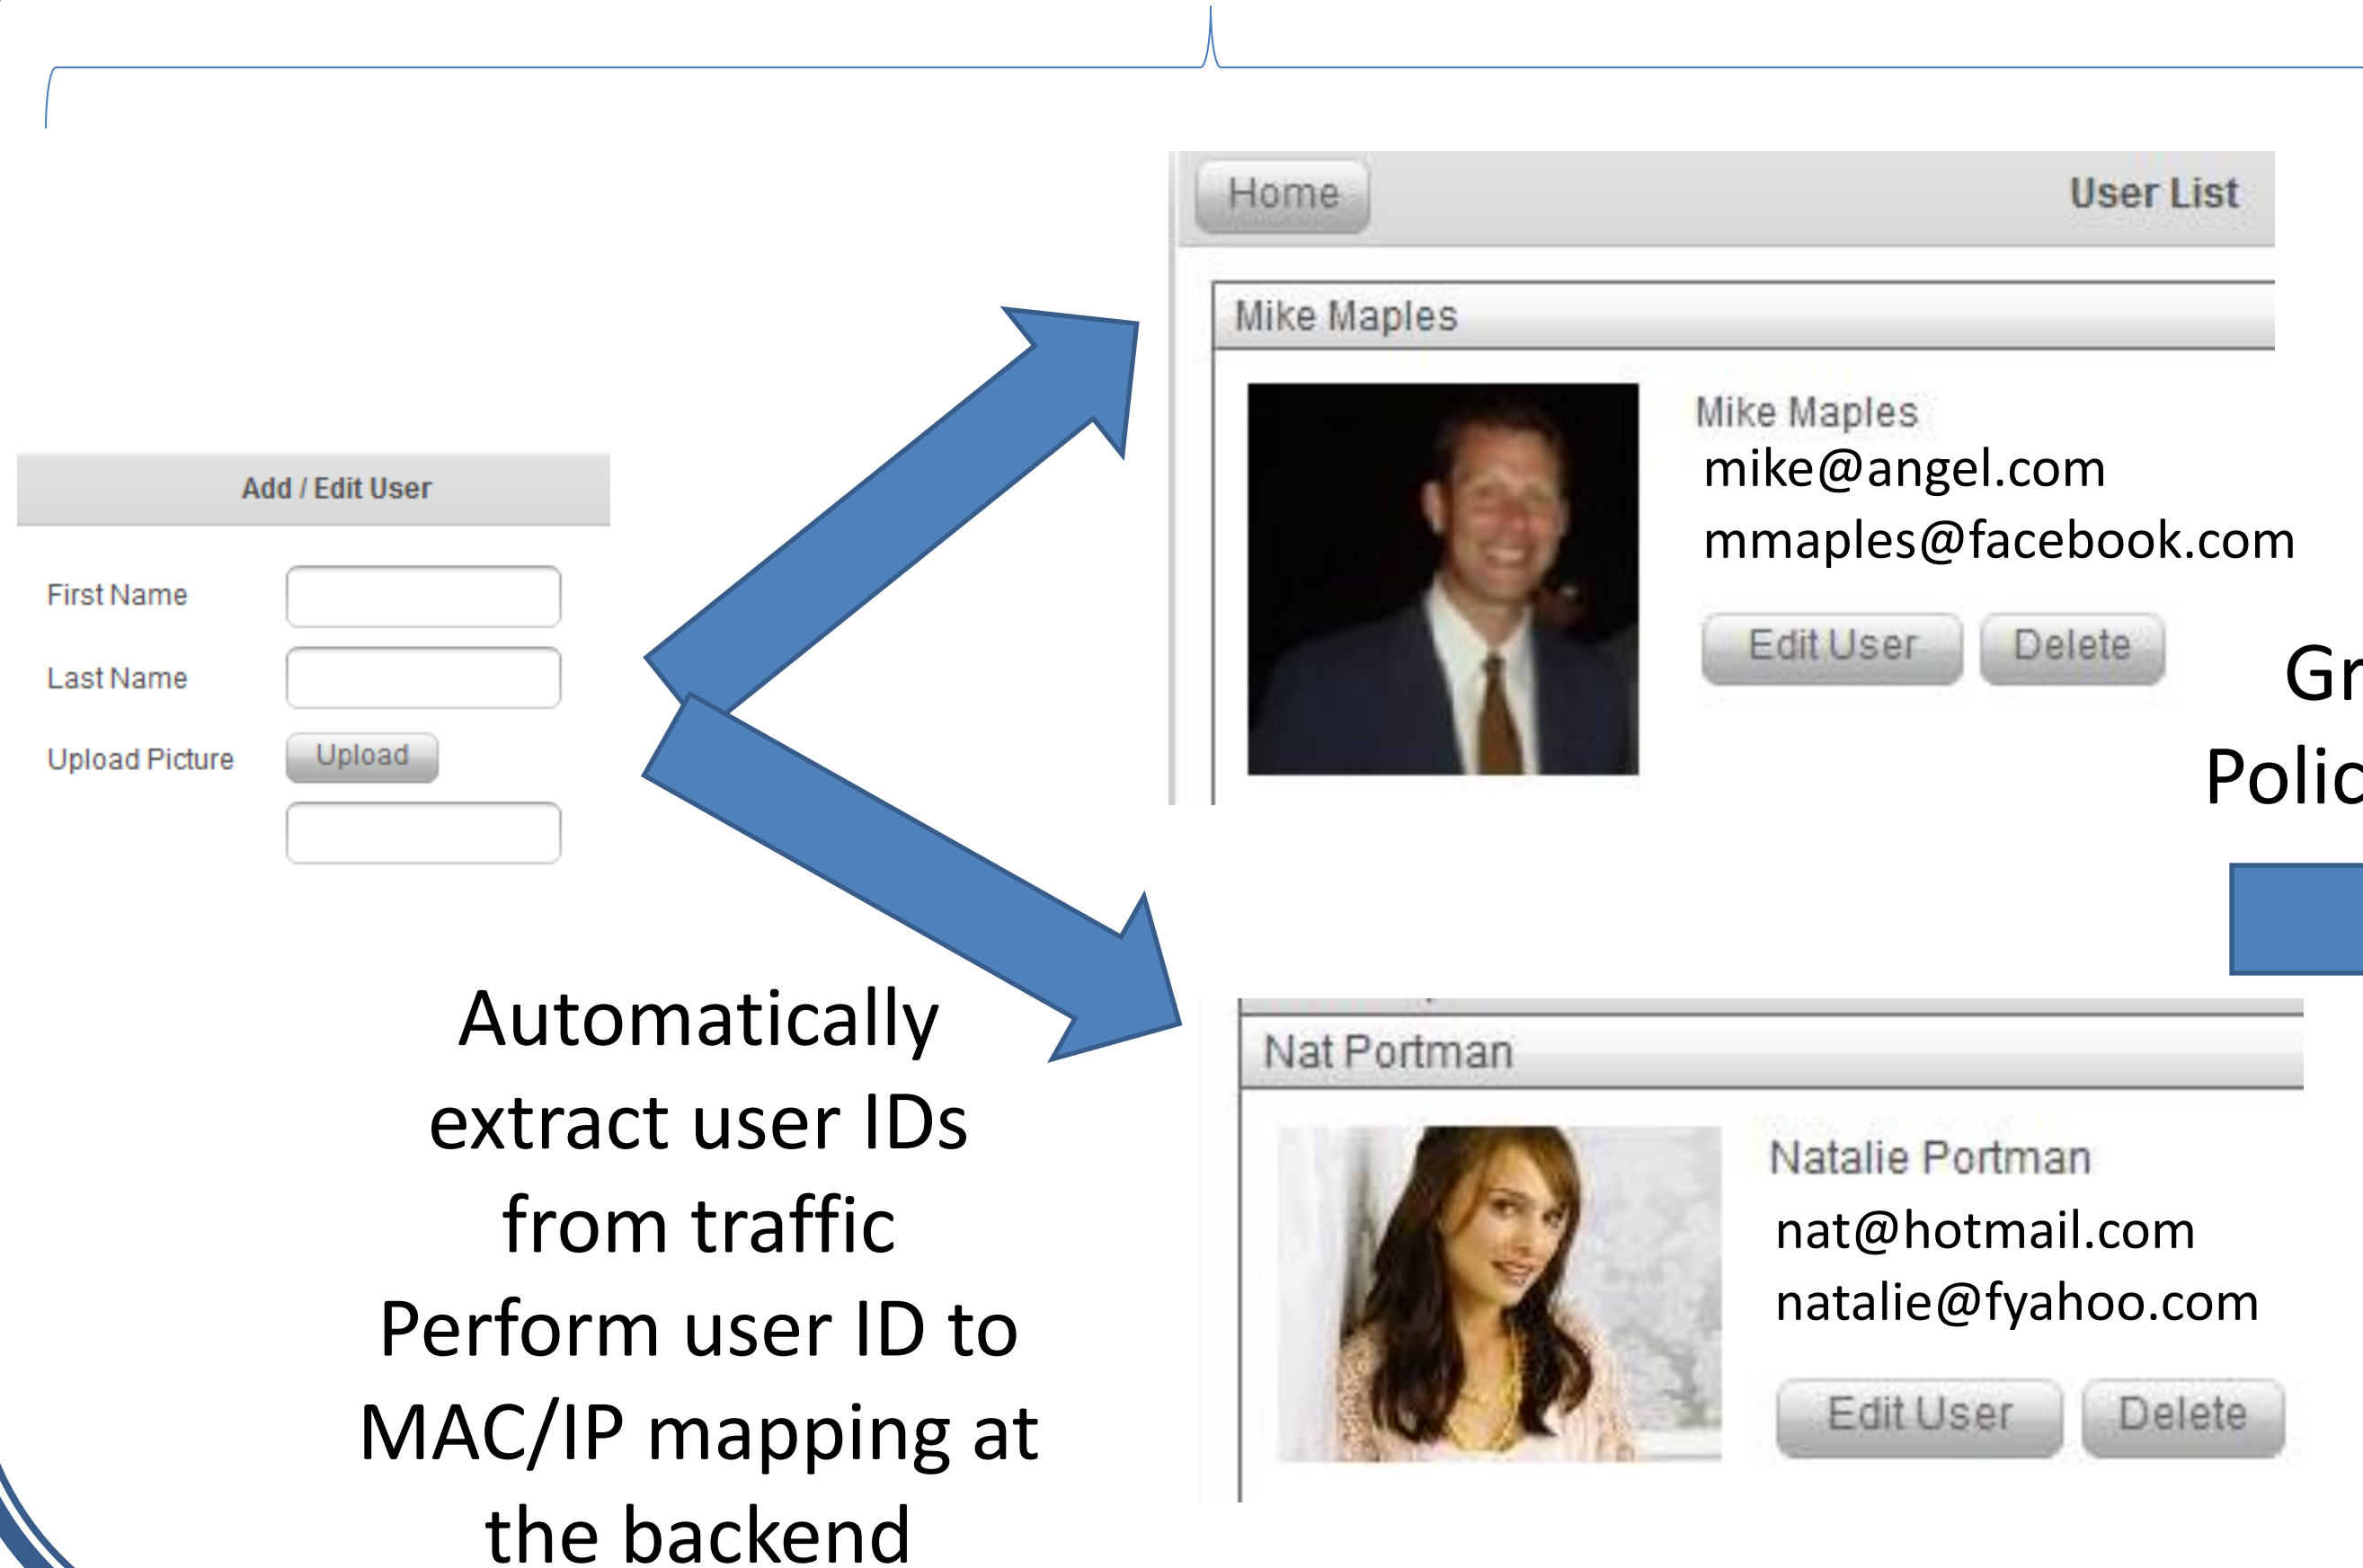 Home
User List
Mike Maples
Mike Maples
mike@angel.com
mmaples@facebook.com
Edit User
Delete
Add / Edit User
First Name
Last Name
Upload Picture
Upload
Gr
Polic
Automatically
extract user IDs
from traffic
Perform user ID to
MAC/IP mapping at
the backend
Nat Portman
Natalie Portman
nat@hotmail.com
natalie@fyahoo.com
Edit User
Delete